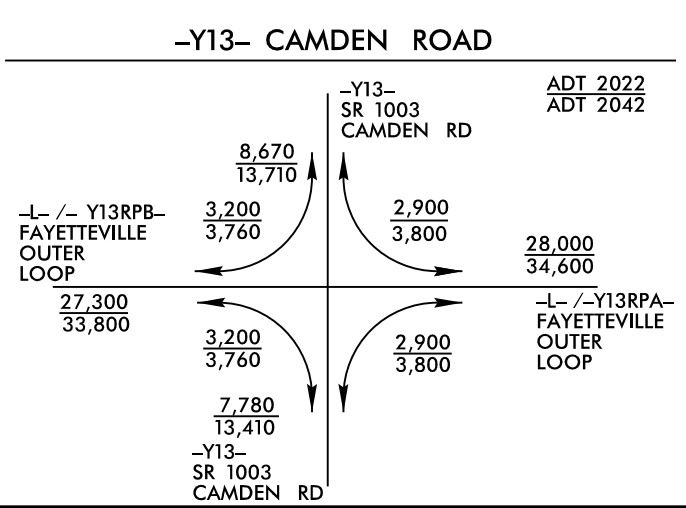 –Y13– CAMDEN ROAD
ADT 2022
ADT 2042
–Y13–
SR 1003
CAMDEN RD
8,670
13,710
–L– /– Y13RPB–
FAYETTEVILLE
OUTER
LOOP
3,200
3,760
2,900
3,800
28,000
34,600
27,300
33,800
–L– /–Y13RPA–
FAYETTEVILLE
OUTER
LOOP
3,200
3,760
2,900
3,800
7,780
13,410
–Y13–
SR 1003
CAMDEN RD